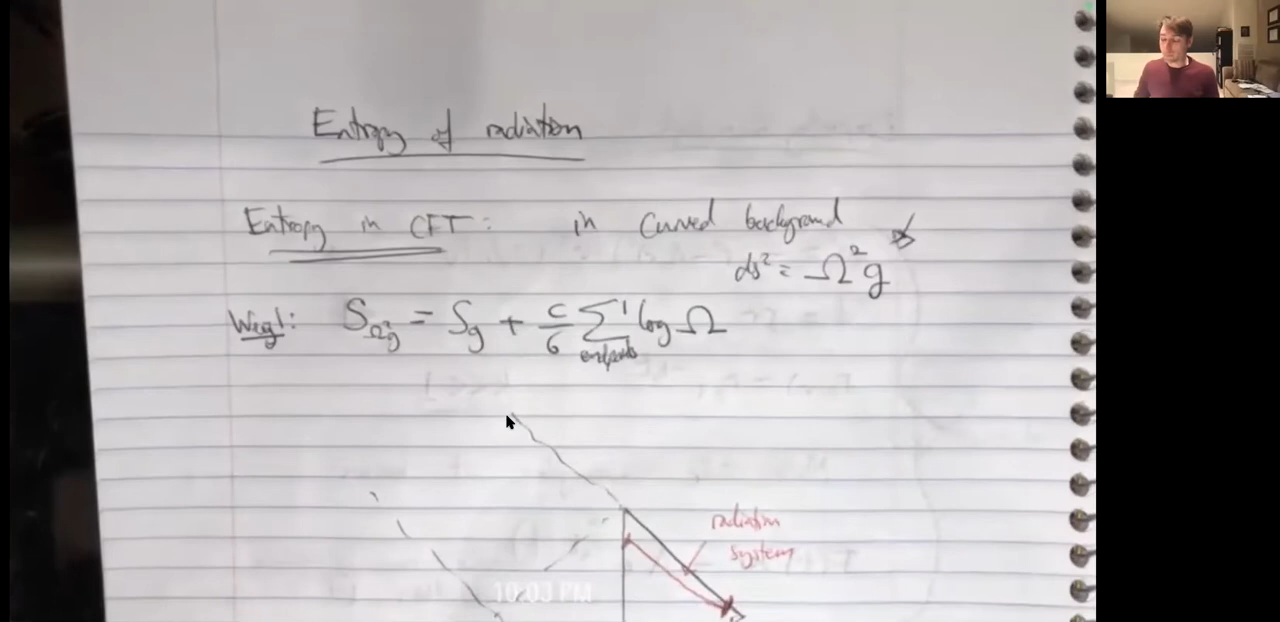 Entropy of radiation
Entropy in CFT: in Curved background
ds² = Ω²g
Weyl: S_{Ω²g} = S_g + c/6 Σ_{endpoints} log Ω
radiation
system
10:03 PM